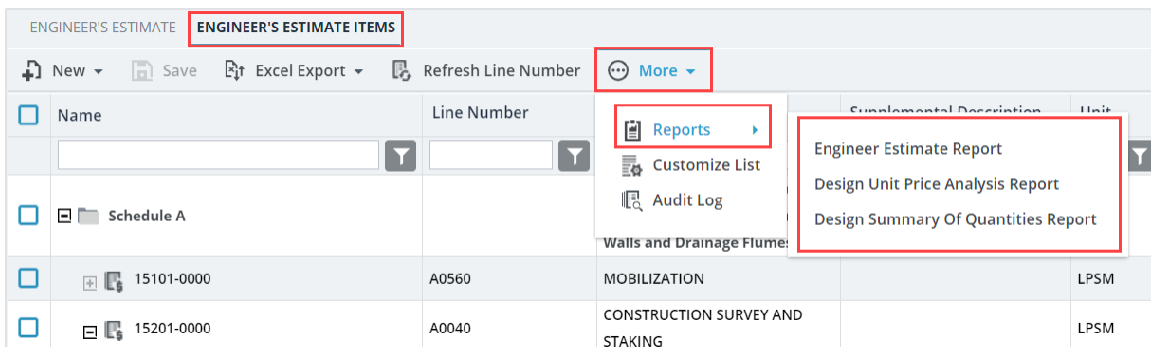 ENGINEER'S ESTIMATE
ENGINEER'S ESTIMATE ITEMS
New
Save
Excel Export
Refresh Line Number
More
Name
Line Number
Supplemental Description
Unit
Reports
Customize List
Audit Log
Engineer Estimate Report
Design Unit Price Analysis Report
Design Summary Of Quantities Report
Schedule A
Walls and Drainage Flumes
15101-0000
A0560
MOBILIZATION
LPSM
15201-0000
A0040
CONSTRUCTION SURVEY AND
STAKING
LPSM